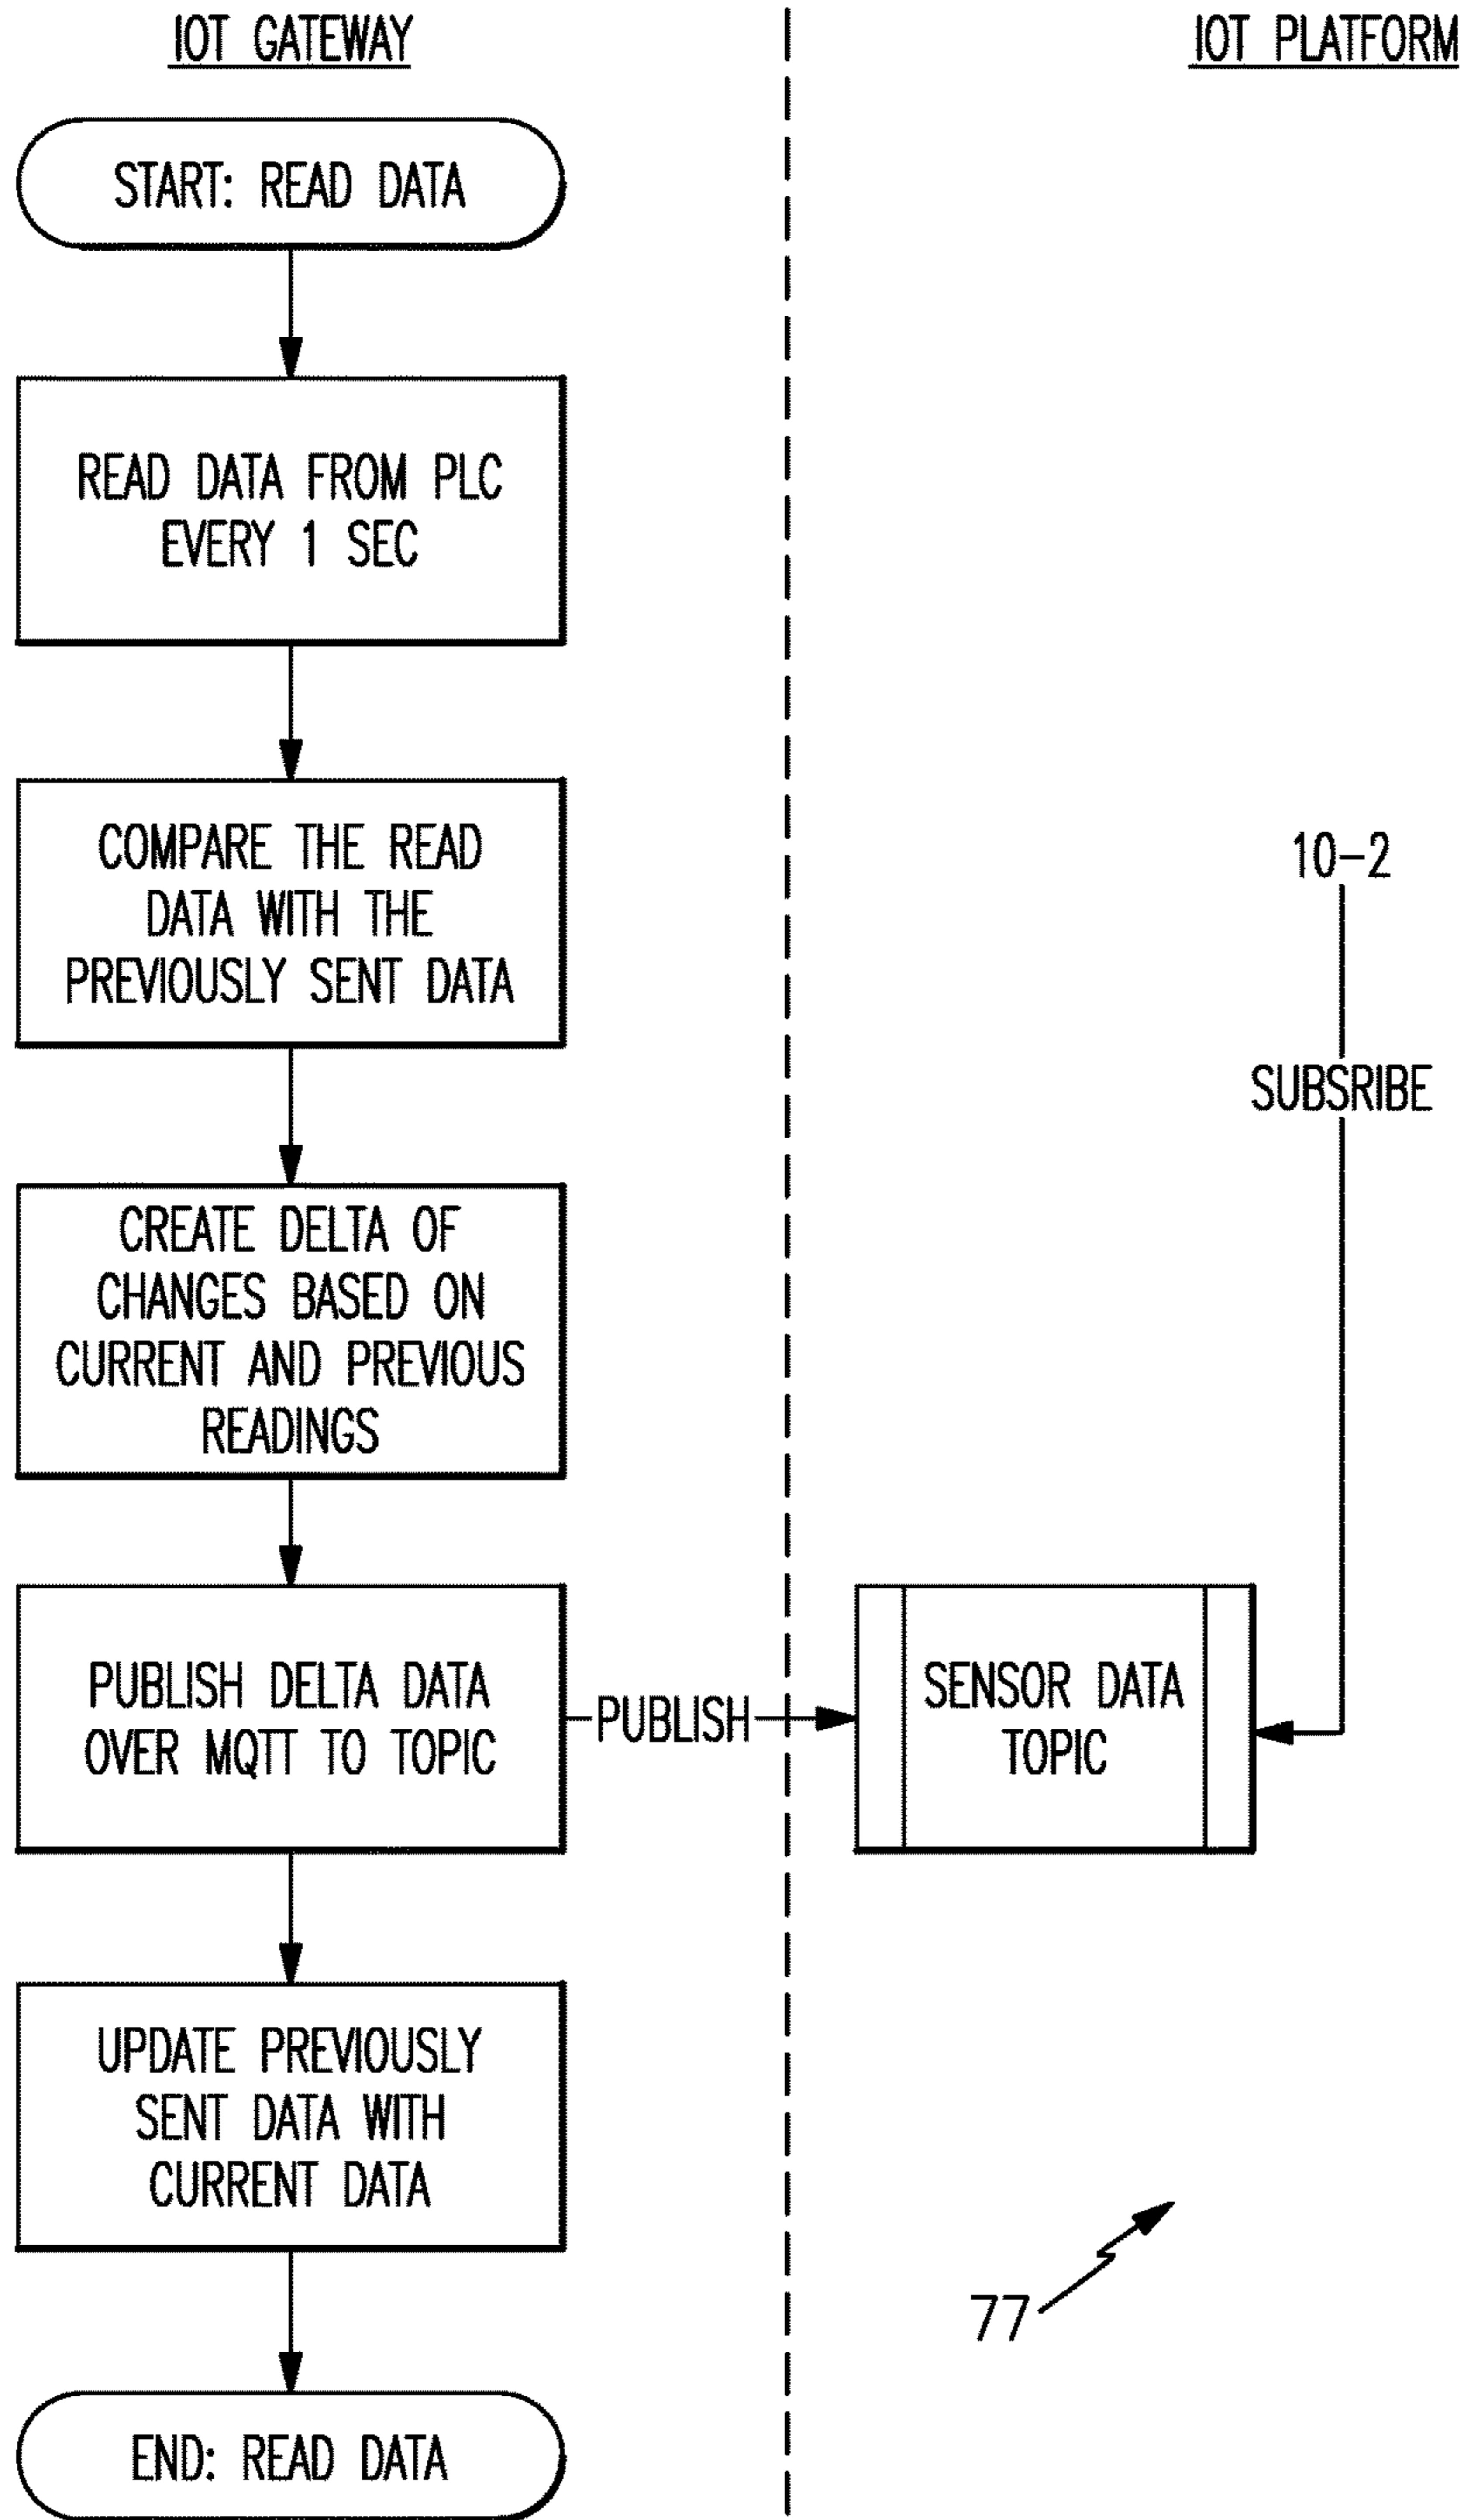 IOT GATEWAY
IOT PLATFORM
START: READ DATA
READ DATA FROM PLC
EVERY 1 SEC
COMPARE THE READ
DATA WITH THE
PREVIOUSLY SENT DATA
10-2
SUBSRIBE
CREATE DELTA OF
CHANGES BASED ON
CURRENT AND PREVIOUS
READINGS
PUBLISH DELTA DATA
OVER MQTT TO TOPIC
PUBLISH
SENSOR DATA
TOPIC
UPDATE PREVIOUSLY
SENT DATA WITH
CURRENT DATA
77
END: READ DATA